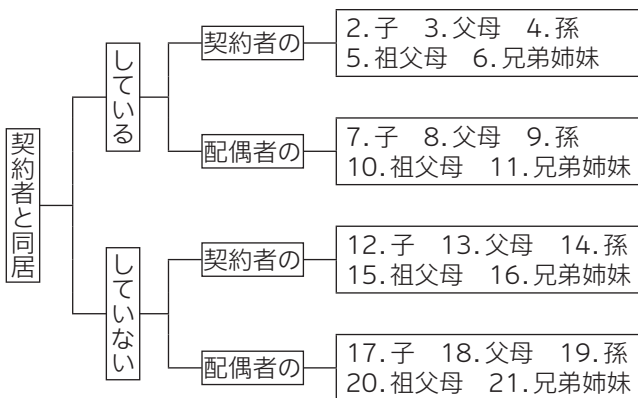 契約者と同居
している
契約者の
2.子 3.父母 4.孫
5.祖父母 6.兄弟姉妹
配偶者の
7.子 8.父母 9.孫
10.祖父母 11.兄弟姉妹
していない
契約者の
12.子 13.父母 14.孫
15.祖父母 16.兄弟姉妹
配偶者の
17.子 18.父母 19.孫
20.祖父母 21.兄弟姉妹